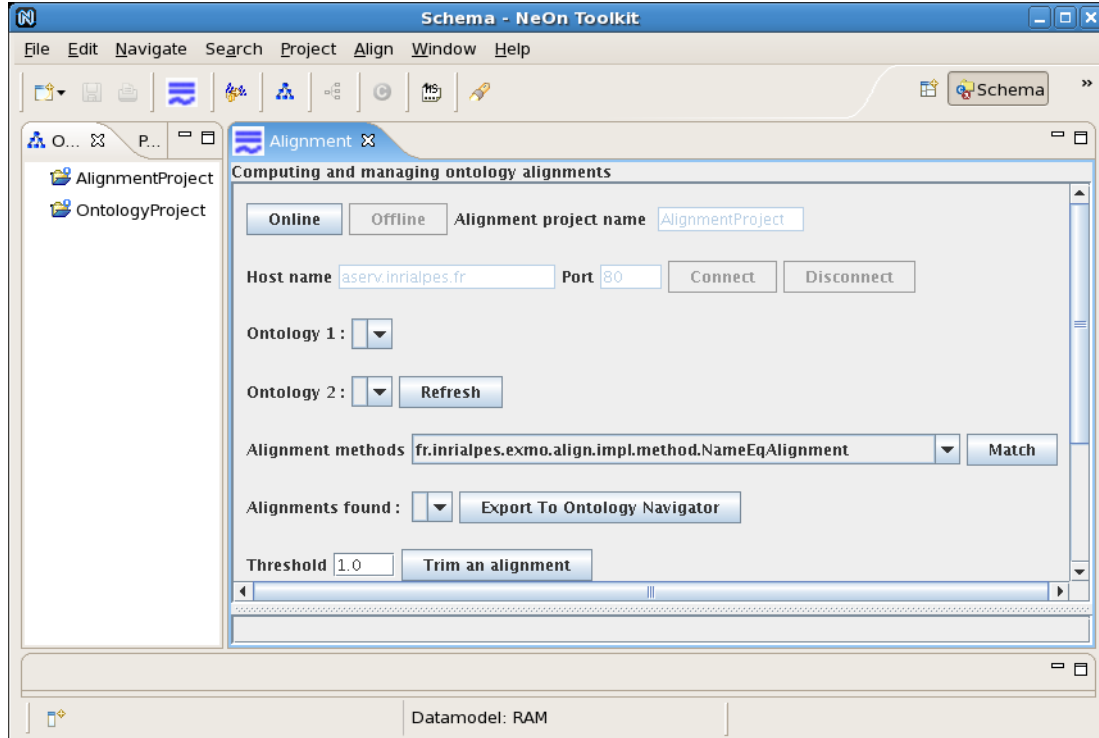 Schema - NeOn Toolkit
File Edit Navigate Search Project Align Window Help
Schema »
O... P... Alignment
Computing and managing ontology alignments
AlignmentProject
OntologyProject
Online Offline Alignment project name AlignmentProject
Host name aserv.inrialpes.fr Port 80 Connect Disconnect
Ontology 1 :
Ontology 2 : Refresh
Alignment methods fr.inrialpes.exmo.align.impl.method.NameEqAlignment Match
Alignments found : Export To Ontology Navigator
Threshold 1.0 Trim an alignment
Datamodel: RAM